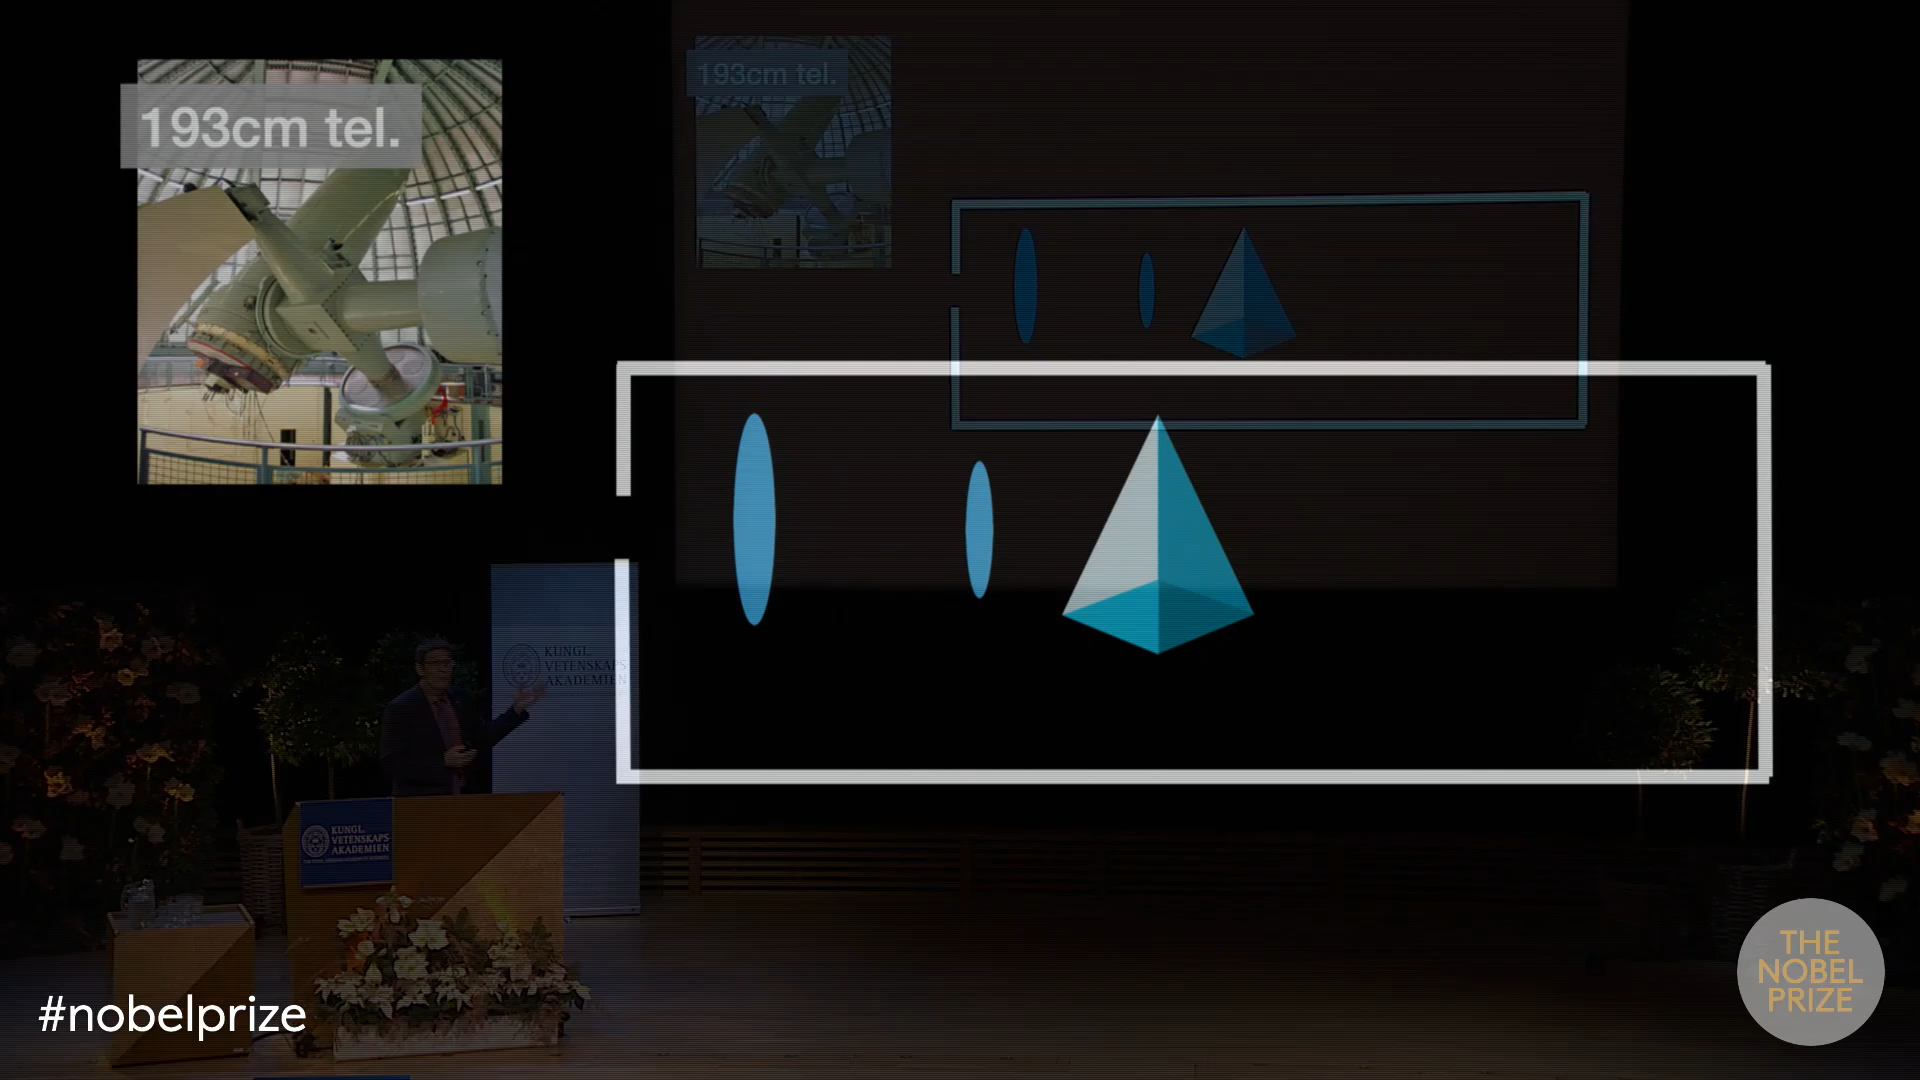 193cm tel.
193cm tel.
KUNGL.
VETENSKAPS
AKADEMIEN
KUNGL.
VETENSKAPS
AKADEMIEN
#nobelprize
THE
NOBEL
PRIZE